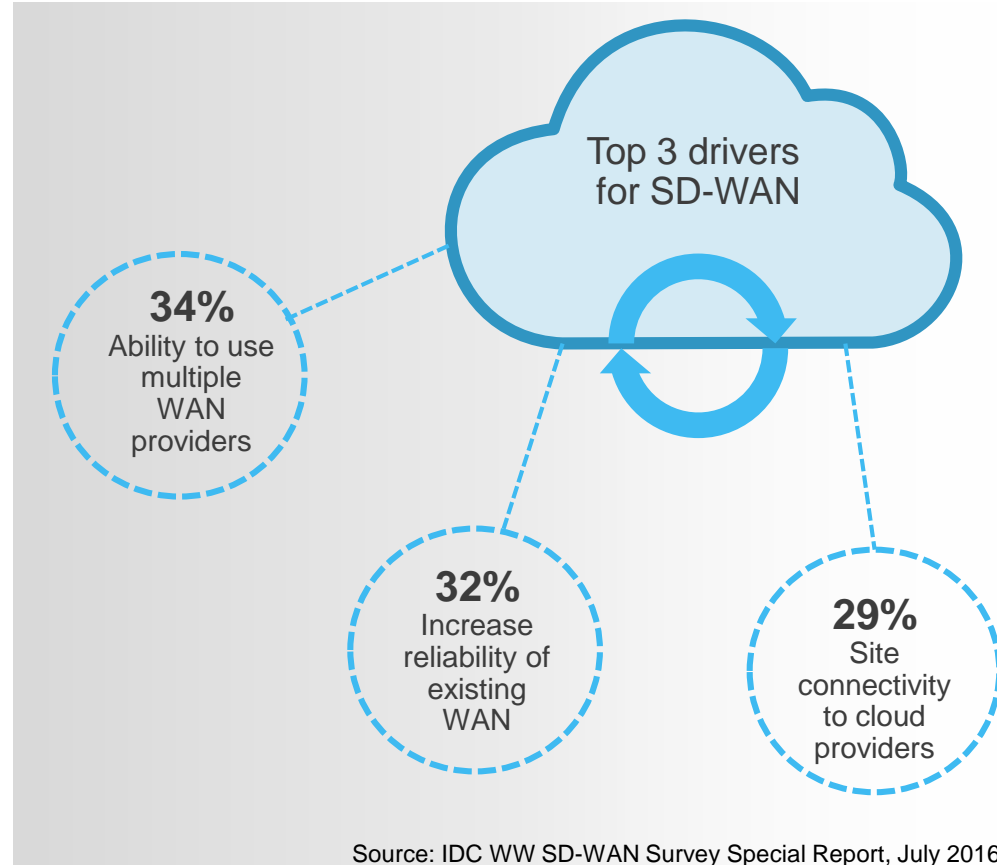 Top 3 drivers
for SD-WAN
34%
Ability to use
multiple
WAN
providers
32%
Increase
reliability of
existing
WAN
29%
Site
connectivity
to cloud
providers
Source: IDC WW SD-WAN Survey Special Report, July 2016